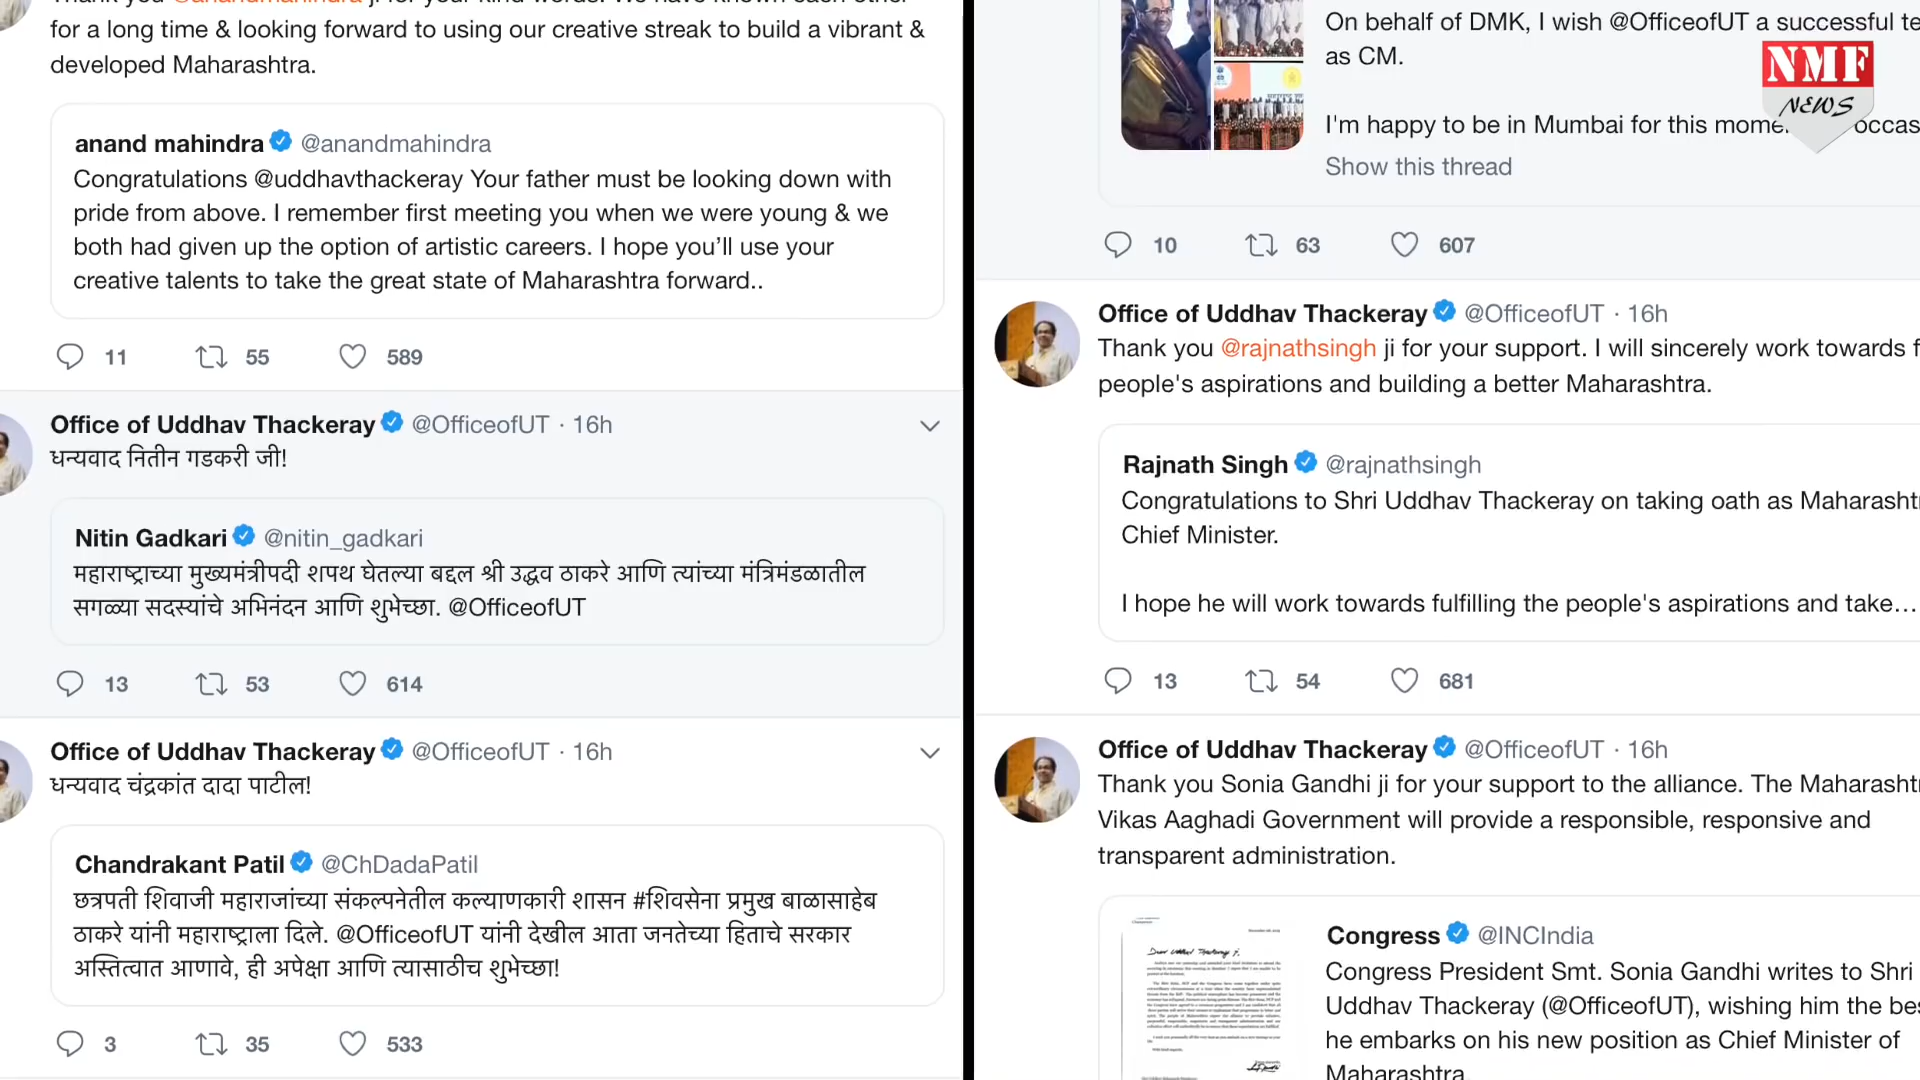 for a long time & looking forward to using our creative streak to build a vibrant &
developed Maharashtra.
anand mahindra @anandmahindra
Congratulations @uddhavthackeray Your father must be looking down with
pride from above. I remember first meeting you when we were young & we
both had given up the option of artistic careers. I hope you’ll use your
creative talents to take the great state of Maharashtra forward..
11 55 589
Office of Uddhav Thackeray @OfficeofUT · 16h
धन्यवाद नितीन गडकरी जी!
Nitin Gadkari @nitin_gadkari
महाराष्ट्राच्या मुख्यमंत्रीपदी शपथ घेतल्या बद्दल श्री उद्धव ठाकरे आणि त्यांच्या मंत्रिमंडळातील
सगळ्या सदस्यांचे अभिनंदन आणि शुभेच्छा. @OfficeofUT
13 53 614
Office of Uddhav Thackeray @OfficeofUT · 16h
धन्यवाद चंद्रकांत दादा पाटील!
Chandrakant Patil @ChDadaPatil
छत्रपती शिवाजी महाराजांच्या संकल्पनेतील कल्याणकारी शासन #शिवसेना प्रमुख बाळासाहेब
ठाकरे यांनी महाराष्ट्राला दिले. @OfficeofUT यांनी देखील आता जनतेच्या हिताचे सरकार
अस्तित्वात आणावे, ही अपेक्षा आणि त्यासाठीच शुभेच्छा!
3 35 533
On behalf of DMK, I wish @OfficeofUT a successful
as CM.
I'm happy to be in Mumbai for this
Show this thread
10 63 607
Office of Uddhav Thackeray @OfficeofUT · 16h
Thank you @rajnathsingh ji for your support. I will sincerely work towards
people's aspirations and building a better Maharashtra.
Rajnath Singh @rajnathsingh
Congratulations to Shri Uddhav Thackeray on taking oath as
Chief Minister.
I hope he will work towards fulfilling the people's aspirations and take…
13 54 681
Office of Uddhav Thackeray @OfficeofUT · 16h
Thank you Sonia Gandhi ji for your support to the alliance. The
Vikas Aaghadi Government will provide a responsible, responsive and
transparent administration.
Congress @INCIndia
Congress President Smt. Sonia Gandhi writes to Shri
Uddhav Thackeray (@OfficeofUT), wishing him the
he embarks on his new position as Chief Minister of
Maharashtra
NMF
NEWS